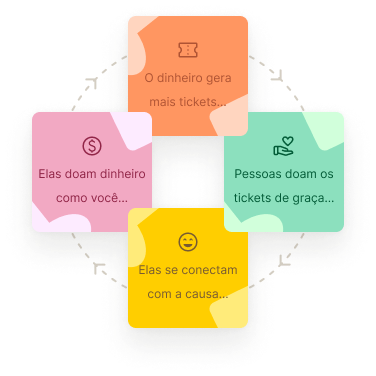 O dinheiro gera
mais tickets...
Pessoas doam os
tickets de graça...
Elas se conectam
com a causa...
Elas doam dinheiro
como você...